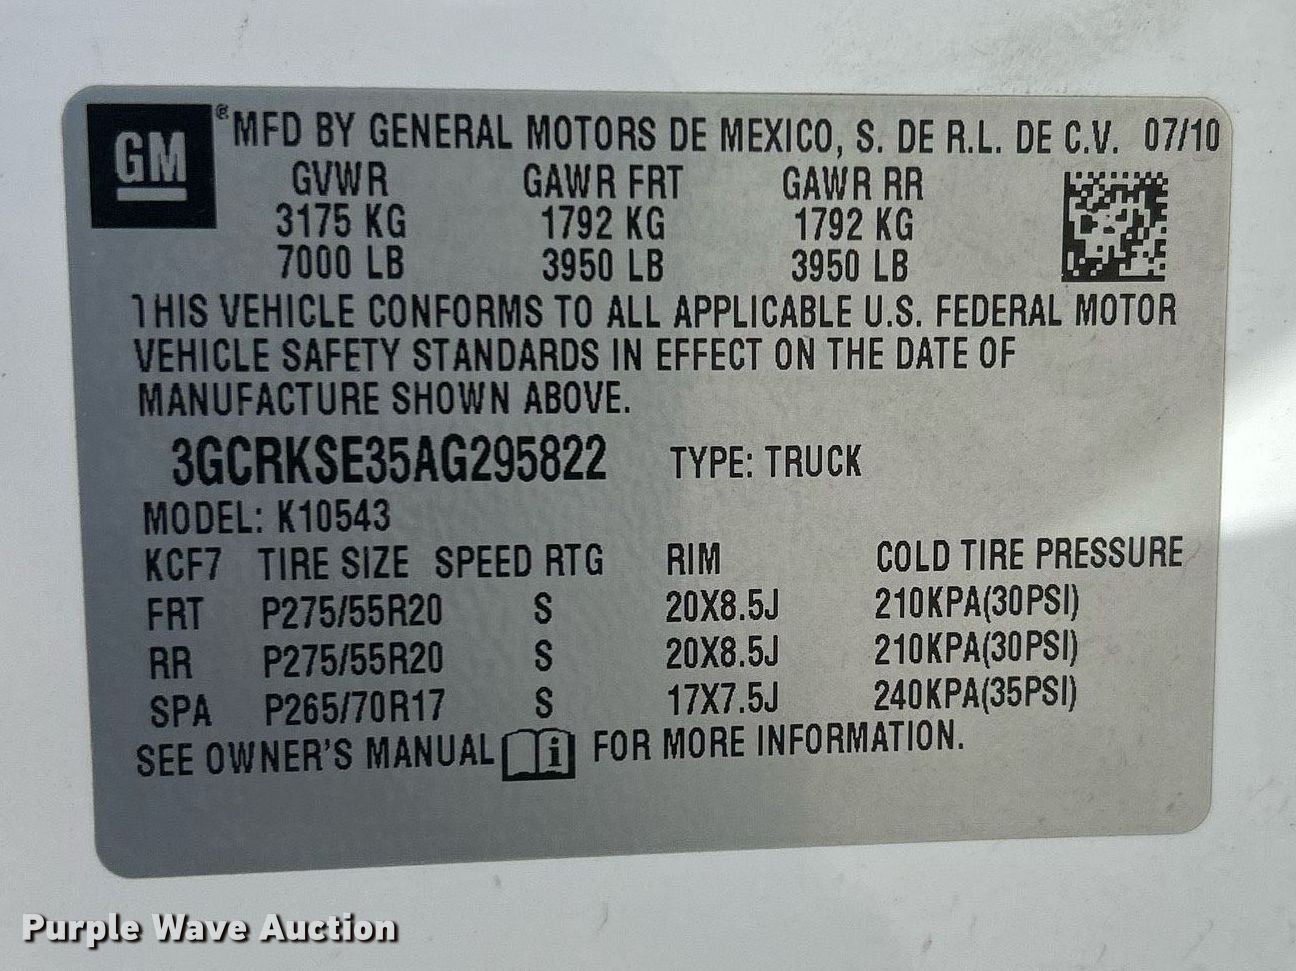 GM
® MFD BY GENERAL MOTORS DE MEXICO, S. DE R.L. DE C.V. 07/10
GVWR GAWR FRT GAWR RR
3175 KG 1792 KG 1792 KG
7000 LB 3950 LB 3950 LB
THIS VEHICLE CONFORMS TO ALL APPLICABLE U.S. FEDERAL MOTOR
VEHICLE SAFETY STANDARDS IN EFFECT ON THE DATE OF
MANUFACTURE SHOWN ABOVE.
3GCRKSE35AG295822 TYPE: TRUCK
MODEL: K10543
KCF7 TIRE SIZE SPEED RTG RIM COLD TIRE PRESSURE
FRT P275/55R20 S 20X8.5J 210KPA(30PSI)
RR P275/55R20 S 20X8.5J 210KPA(30PSI)
SPA P265/70R17 S 17X7.5J 240KPA(35PSI)
SEE OWNER'S MANUAL i FOR MORE INFORMATION.
Purple Wave Auction